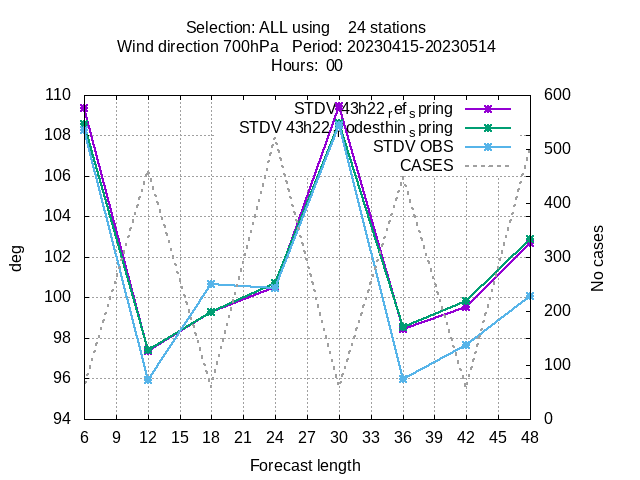 Selection: ALL using    24 stations
Wind direction 700hPa   Period: 20230415-20230514
Hours:  00
110
108
106
104
102
100
98
96
94
600
500
400
300
200
100
0
STDV 43h22_ref_spring
STDV 43h22_nodesthin_spring
STDV OBS
CASES
deg
No cases
6 9 12 15 18 21 24 27 30 33 36 39 42 45 48
Forecast length